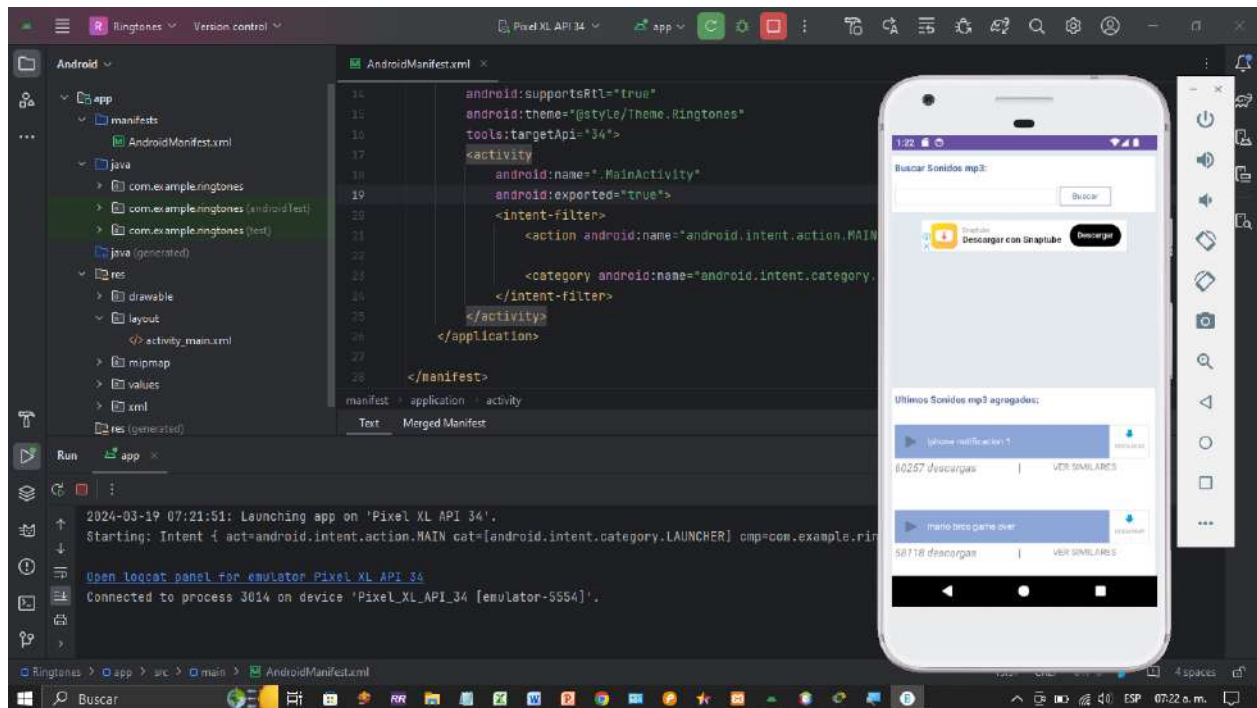 R Ringtones Version control Pixel XL API 34 app
Android
AndroidManifest.xml
app
manifests
AndroidManifest.xml
java
com.example.ringtones
com.example.ringtones (androidTest)
com.example.ringtones (test)
java (generated)
res
drawable
layout
activity_main.xml
mipmap
values
xml
res (generated)
14 android:supportsRtl="true"
15 android:theme="@style/Theme.Ringtones"
16 tools:targetApi="34">
17 <activity
18 android:name=".MainActivity"
19 android:exported="true">
20 <intent-filter>
21 <action android:name="android.intent.action.MAIN
22
23 <category android:name="android.intent.category.
24 </intent-filter>
25 </activity>
26 </application>
27
28 </manifest>
manifest application activity
Text Merged Manifest
1:22
Buscar Sonidos mp3:
Buscar
Snaptube
Descargar con Snaptube
Descargar
Ultimos Sonidos mp3 agregados:
60257 descargas | VER SIMILARES
mario bros game over
58118 descargas | VER SIMILARES
Run app
2024-03-19 07:21:51: Launching app on 'Pixel XL API 34'.
Starting: Intent { act=android.intent.action.MAIN cat=[android.intent.category.LAUNCHER] cmp=com.example.rin
Open logcat panel for emulator Pixel XL API 34
Connected to process 3014 on device 'Pixel_XL_API_34 [emulator-5554]'.
Ringtones > app > src > main > AndroidManifest.xml
4 spaces
Buscar
ESP 07:22 a. m.